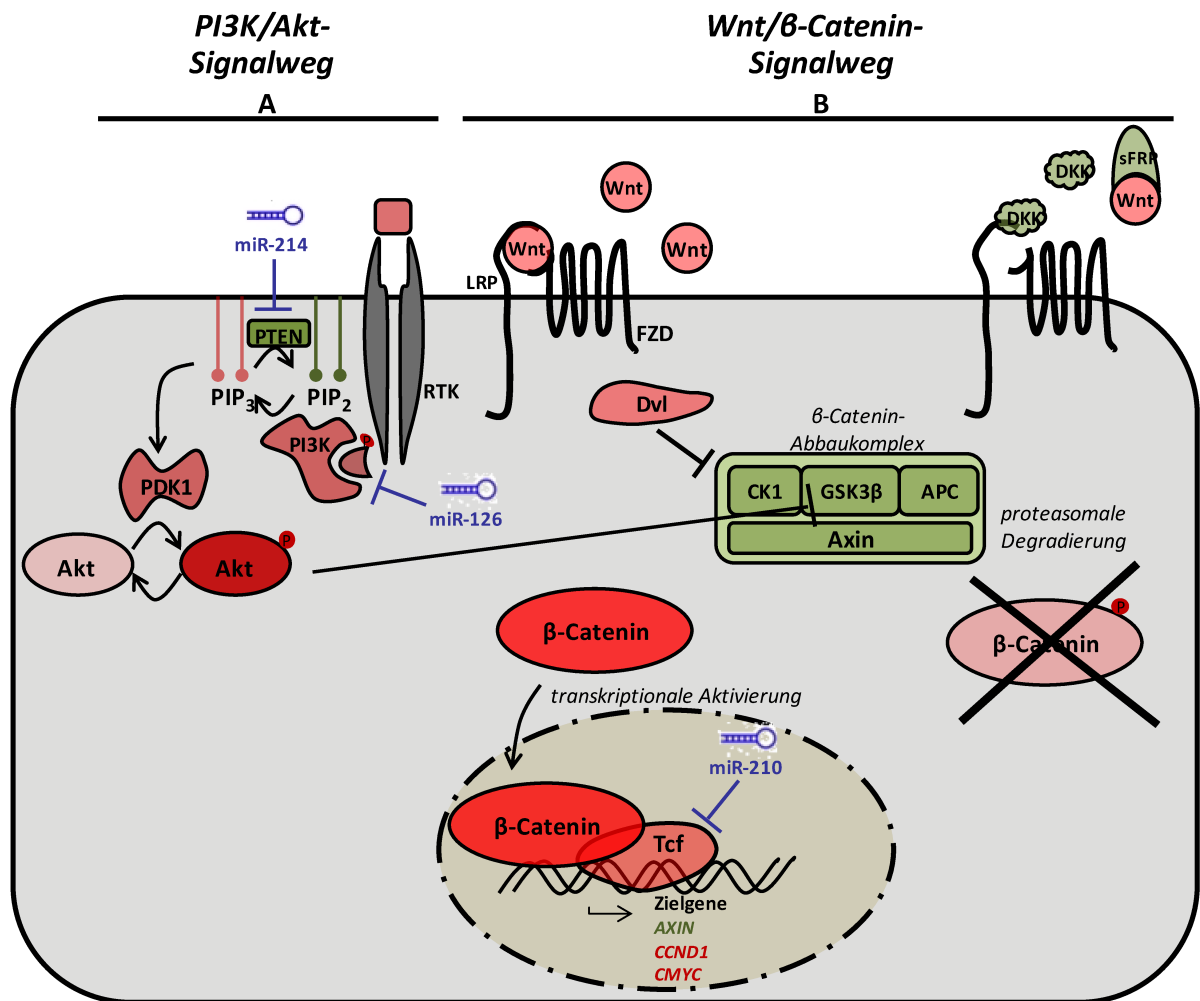 PI3K/Akt-
Signalweg
A
Wnt/β-Catenin-
Signalweg
B
miR-214
PTEN
PIP3
PIP2
RTK
PI3K
P
PDK1
miR-126
Akt
Akt
P
Wnt
Wnt
Wnt
LRP
FZD
DKK
sFRP
Wnt
DKK
Dvl
β-Catenin-
Abbaukomplex
CK1
GSK3β
APC
Axin
proteasomale
Degradierung
β-Catenin
P
β-Catenin
transkriptionale Aktivierung
miR-210
β-Catenin
Tcf
Zielgene
AXIN
CCND1
CMYC